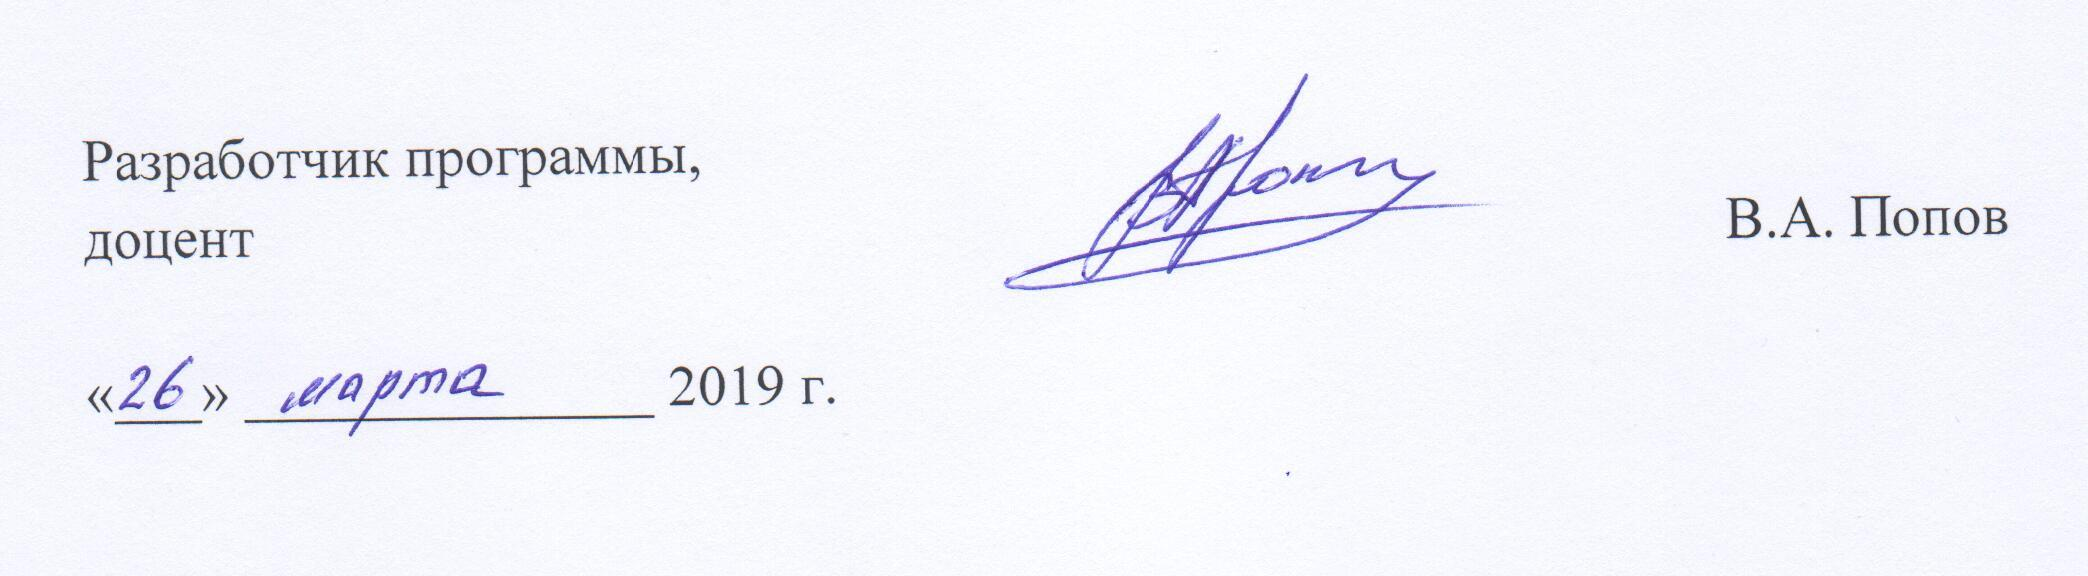 Разработчик программы,
доцент
В.А. Попов
«26» марта 2019 г.